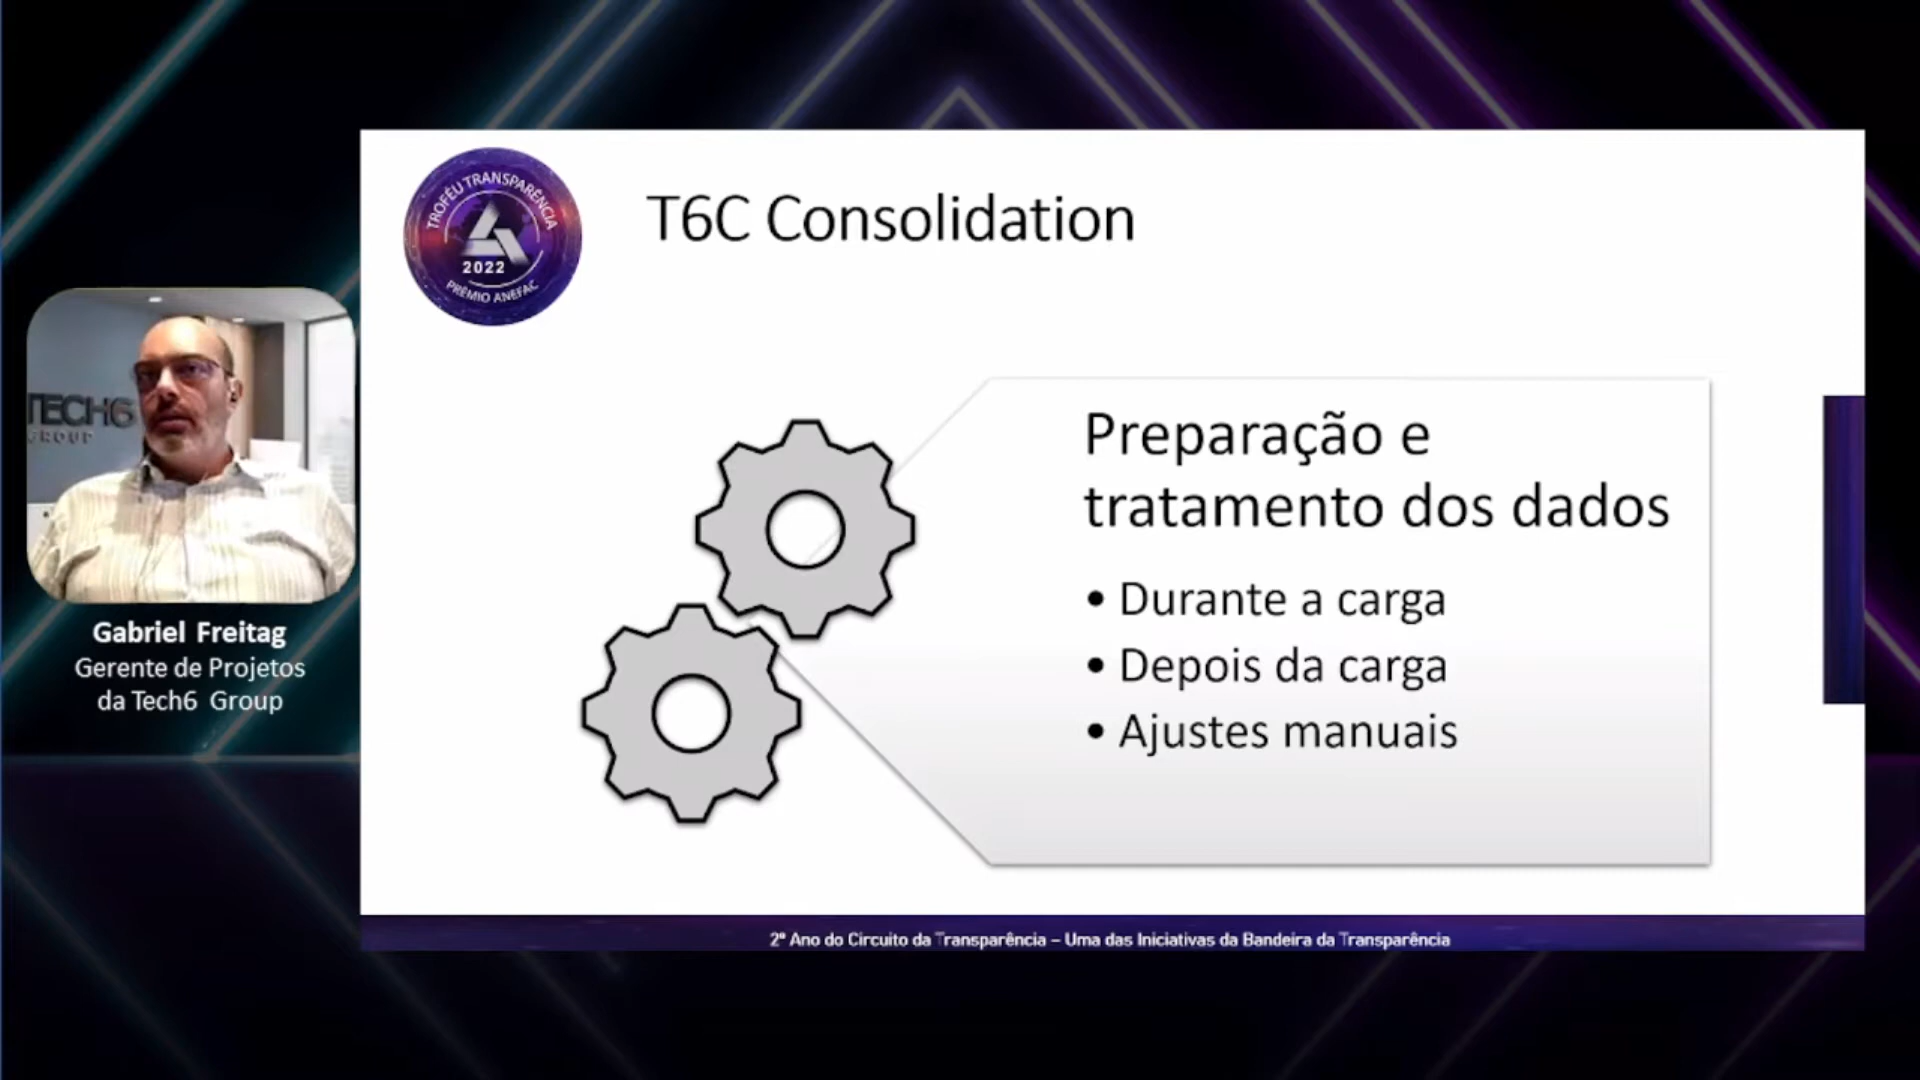 TROFÉU TRANSPARÊNCIA
2022
PRÊMIO ANEFAC
T6C Consolidation
TECH6
GROUP
Gabriel Freitag
Gerente de Projetos
da Tech6 Group
Preparação e
tratamento dos dados
• Durante a carga
• Depois da carga
• Ajustes manuais
2º Ano do Circuito da Transparência – Uma das Iniciativas da Bandeira da Transparência